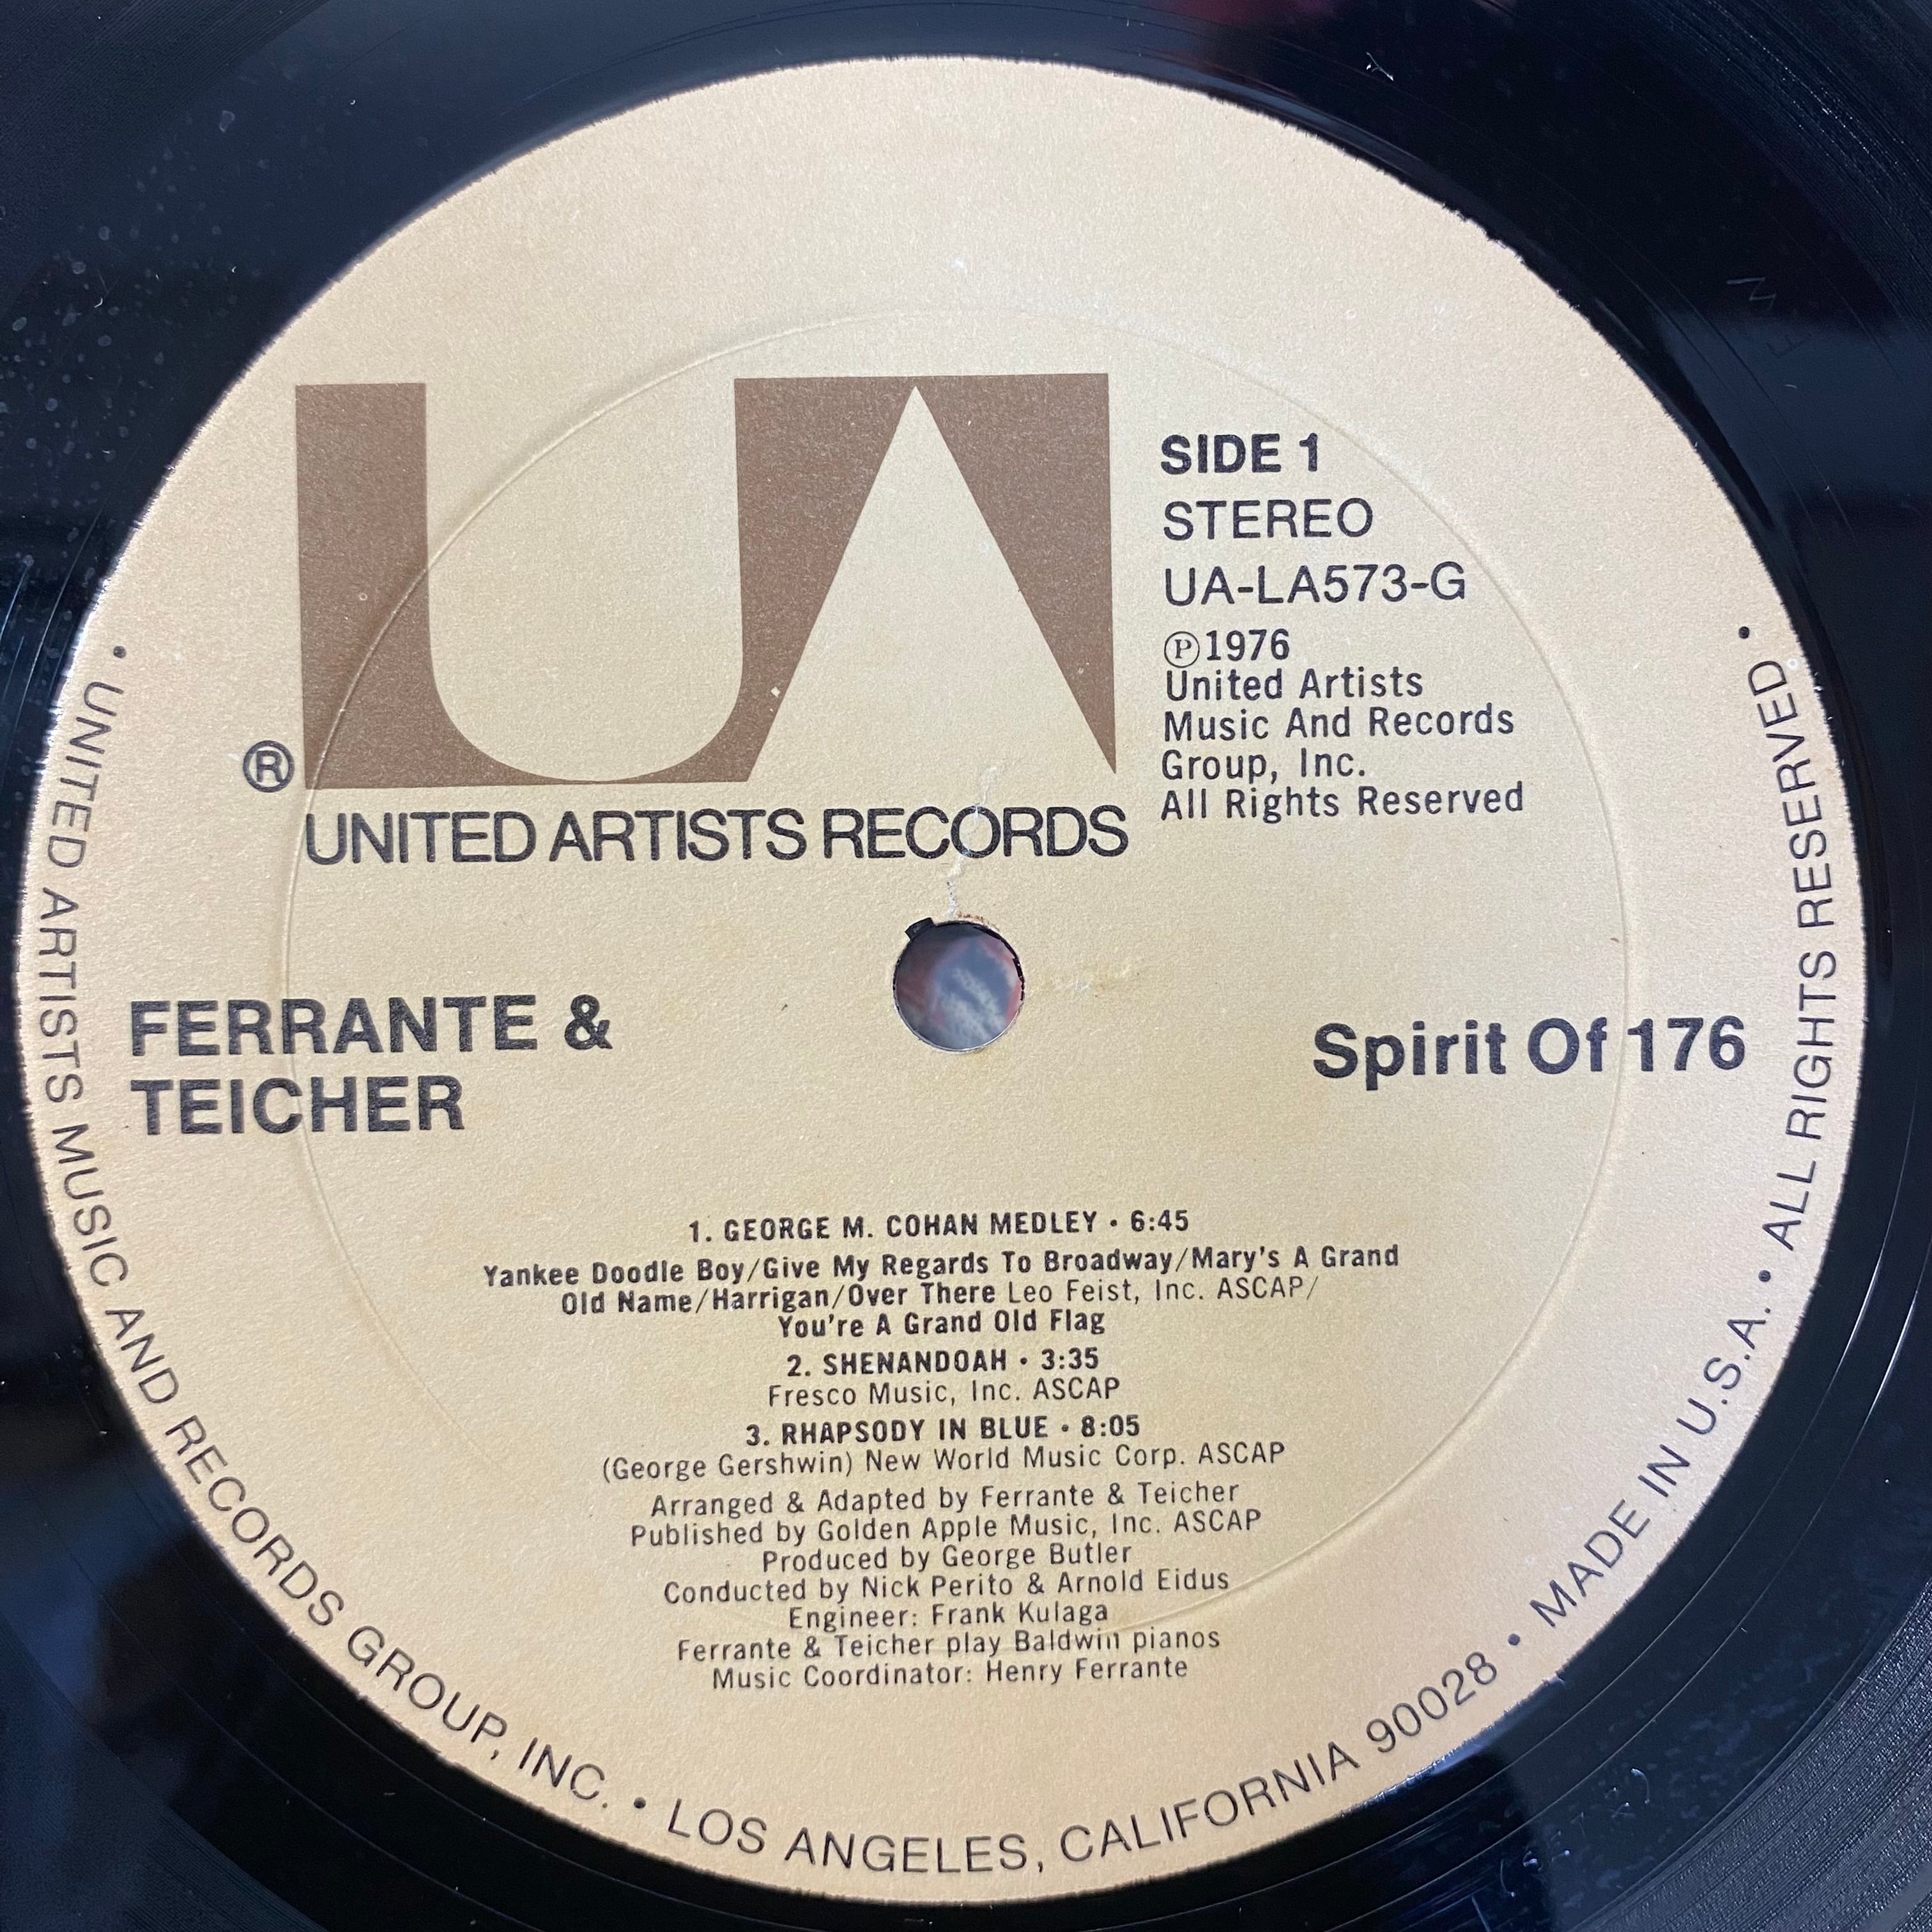 UA
®
UNITED ARTISTS RECORDS
SIDE 1
STEREO
UA-LA573-G
Ⓟ1976
United Artists
Music And Records
Group, Inc.
All Rights Reserved
FERRANTE &
TEICHER
Spirit Of 176
1. GEORGE M. COHAN MEDLEY • 6:45
Yankee Doodle Boy/Give My Regards To Broadway/Mary's A Grand
Old Name/Harrigan/Over There Leo Feist, Inc. ASCAP/
You're A Grand Old Flag
2. SHENANDOAH • 3:35
Fresco Music, Inc. ASCAP
3. RHAPSODY IN BLUE • 8:05
(George Gershwin) New World Music Corp. ASCAP
Arranged & Adapted by Ferrante & Teicher
Published by Golden Apple Music, Inc. ASCAP
Produced by George Butler
Conducted by Nick Perito & Arnold Eidus
Engineer: Frank Kulaga
Ferrante & Teicher play Baldwin pianos
Music Coordinator: Henry Ferrante
• UNITED ARTISTS MUSIC AND RECORDS GROUP, INC. • LOS ANGELES, CALIFORNIA 90028 • MADE IN U.S.A. • ALL RIGHTS RESERVED •